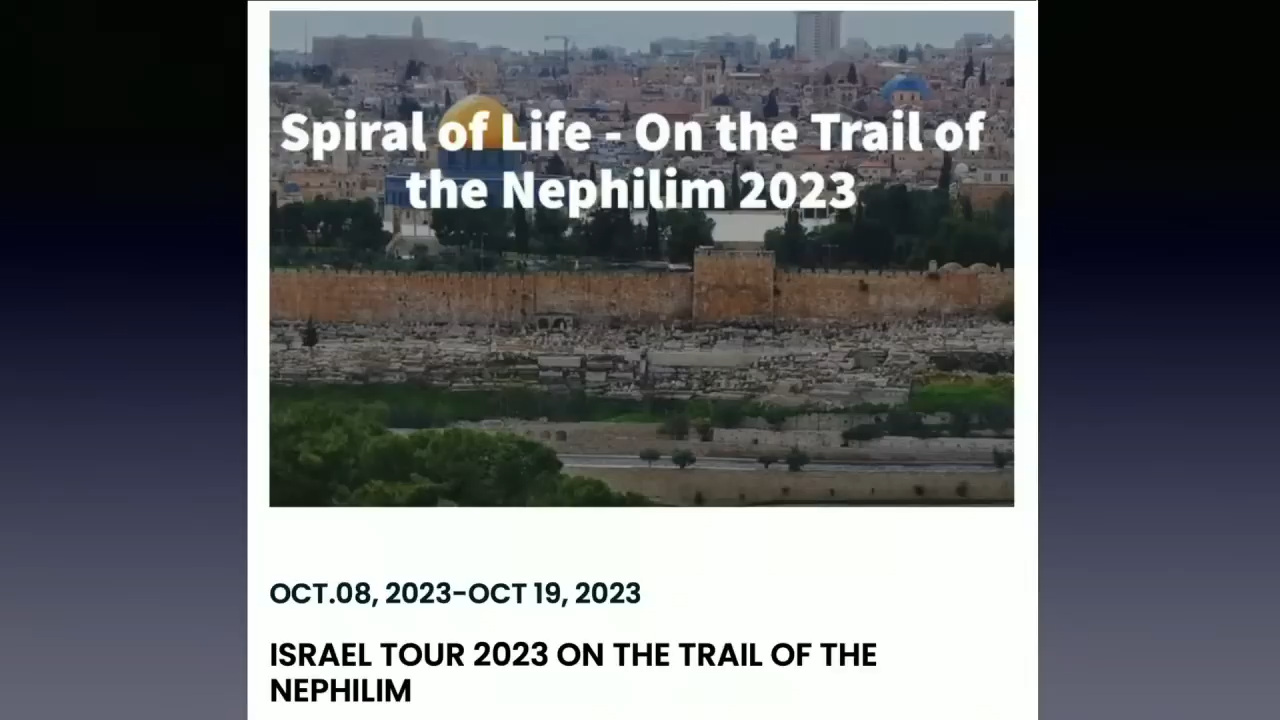 Spiral of Life - On the Trail of
the Nephilim 2023
OCT.08, 2023-OCT 19, 2023
ISRAEL TOUR 2023 ON THE TRAIL OF THE
NEPHILIM